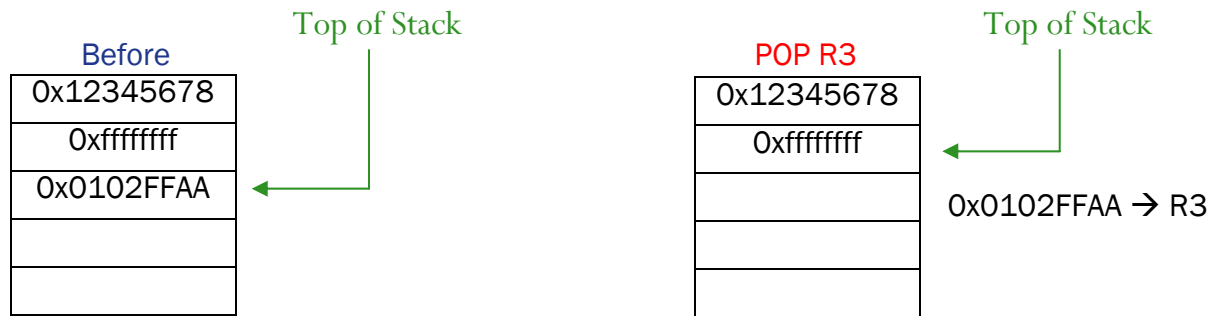 Top of Stack
Before
0x12345678
0xffffffff
0x0102FFAA
Top of Stack
POP R3
0x12345678
0xffffffff
0x0102FFAA → R3